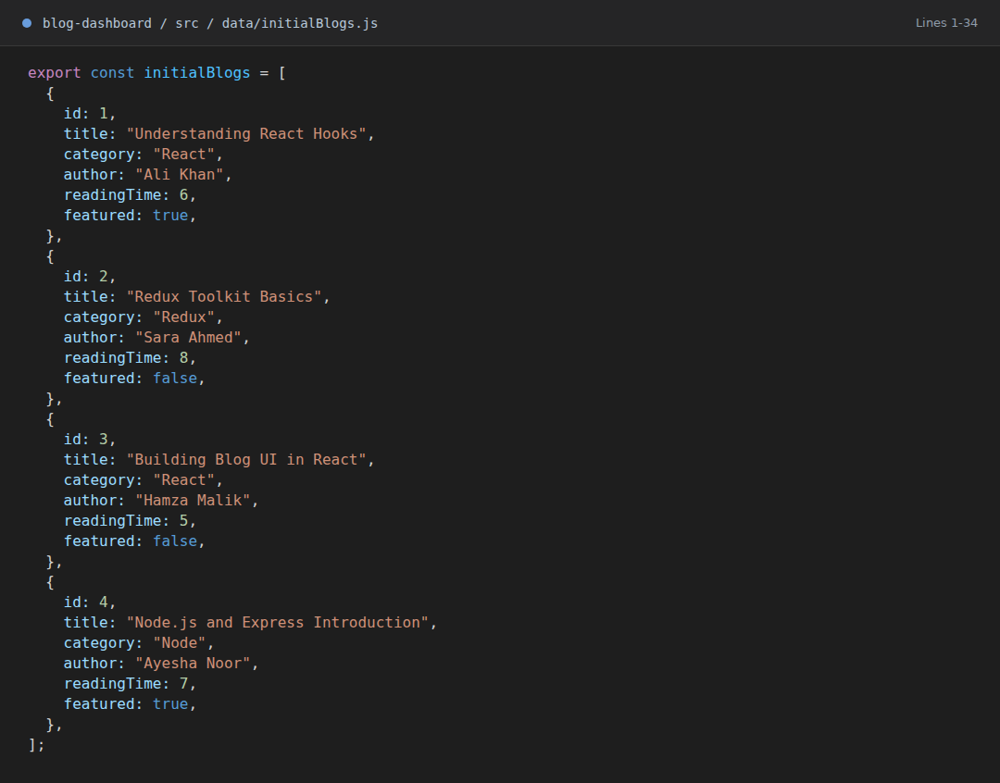 blog-dashboard / src / data/initialBlogs.js
Lines 1-34
export const initialBlogs = [
  {
    id: 1,
    title: "Understanding React Hooks",
    category: "React",
    author: "Ali Khan",
    readingTime: 6,
    featured: true,
  },
  {
    id: 2,
    title: "Redux Toolkit Basics",
    category: "Redux",
    author: "Sara Ahmed",
    readingTime: 8,
    featured: false,
  },
  {
    id: 3,
    title: "Building Blog UI in React",
    category: "React",
    author: "Hamza Malik",
    readingTime: 5,
    featured: false,
  },
  {
    id: 4,
    title: "Node.js and Express Introduction",
    category: "Node",
    author: "Ayesha Noor",
    readingTime: 7,
    featured: true,
  },
];